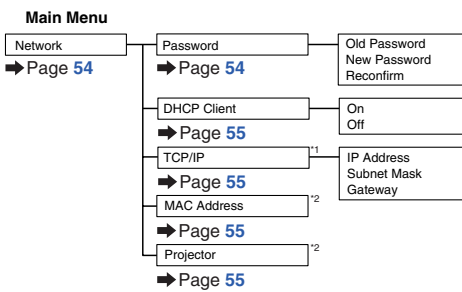 Main Menu
Network
➡Page 54
Password
➡Page 54
Old Password
New Password
Reconfirm
DHCP Client
➡Page 55
On
Off
TCP/IP *1
➡Page 55
IP Address
Subnet Mask
Gateway
MAC Address *2
➡Page 55
Projector *2
➡Page 55